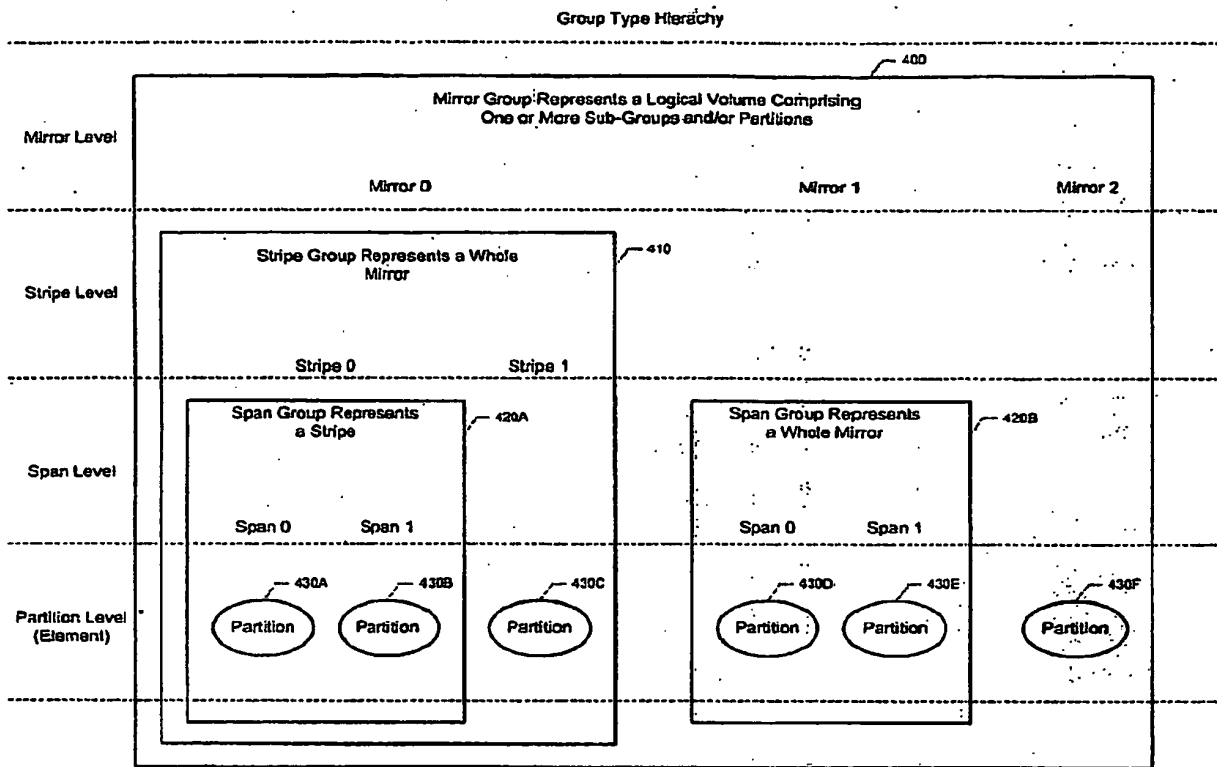 Group Type Hierachy
400
Mirror Group Represents a Logical Volume Comprising
One or More Sub-Groups and/or Partitions
Mirror Level
Mirror 0
Mirror 1
Mirror 2
Stripe Group Represents a Whole
Mirror
410
Stripe Level
Stripe 0
Stripe 1
Span Group Represents
a Stripe
420A
Span Group Represents
a Whole Mirror
420B
Span Level
Span 0
Span 1
Span 0
Span 1
430A
430B
430C
430D
430E
430F
Partition Level
(Element)
Partition
Partition
Partition
Partition
Partition
Partition